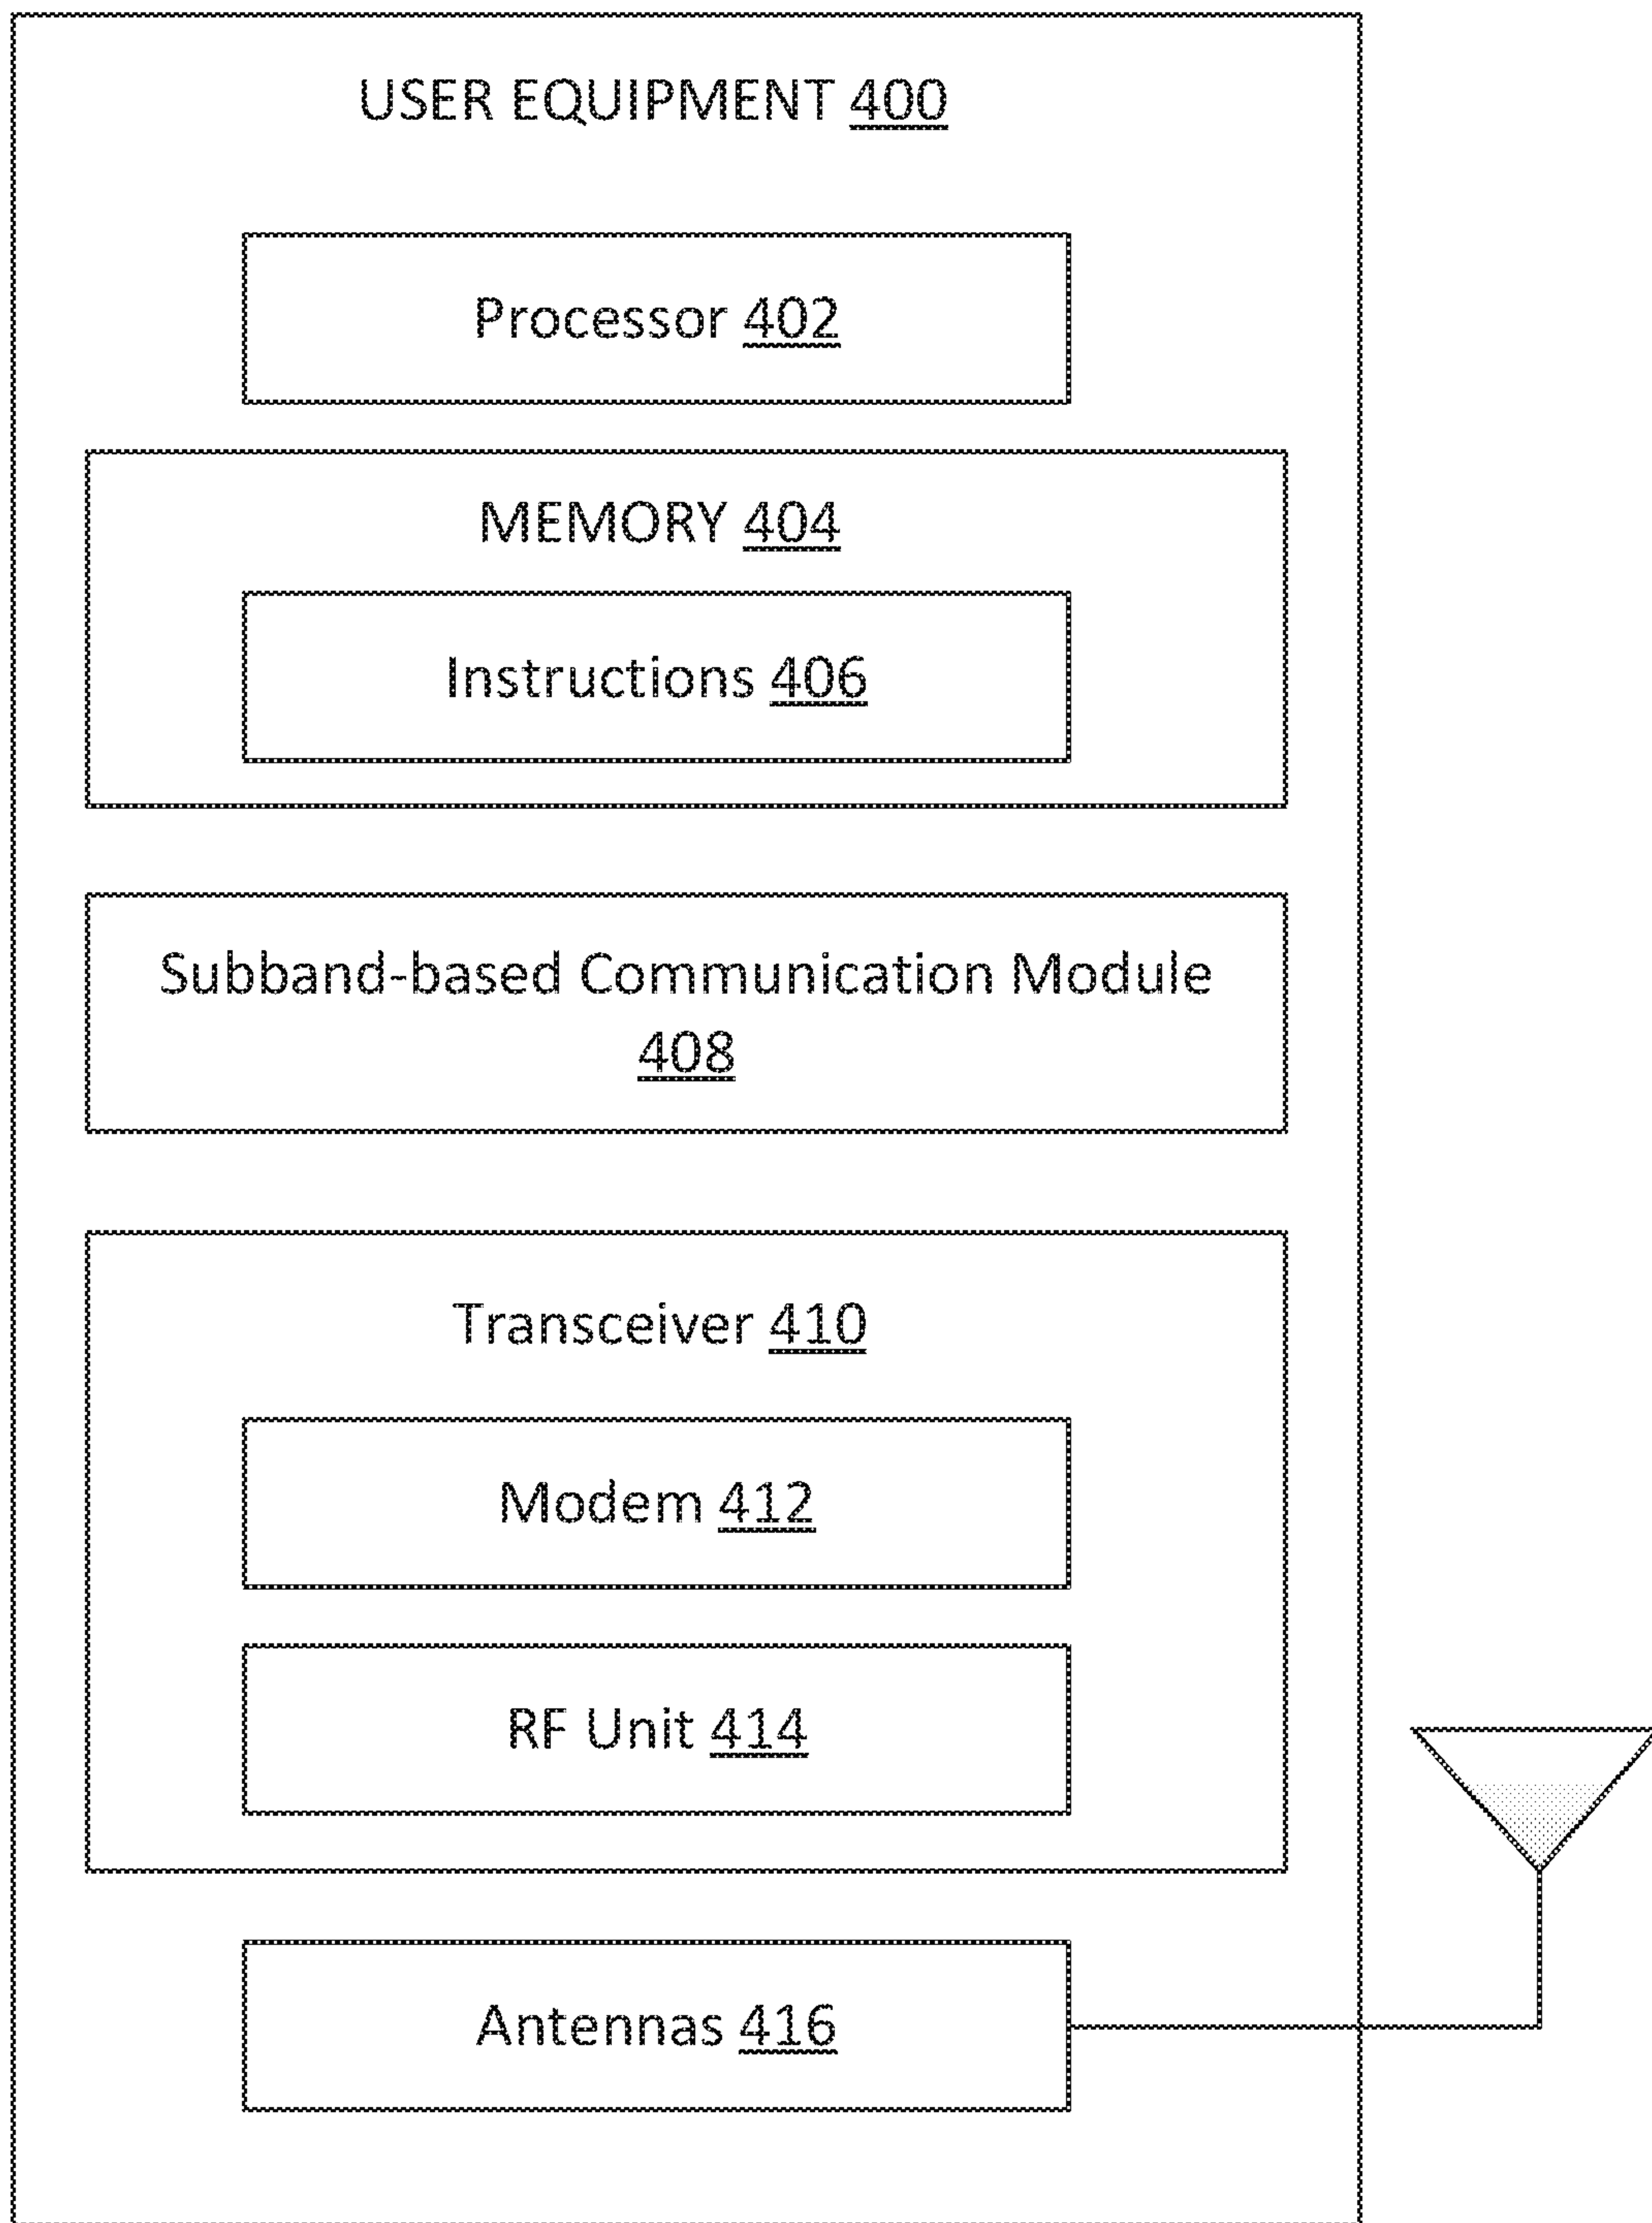 USER EQUIPMENT 400
Processor 402
MEMORY 404
Instructions 406
Subband-based Communication Module
408
Transceiver 410
Modem 412
RF Unit 414
Antennas 416